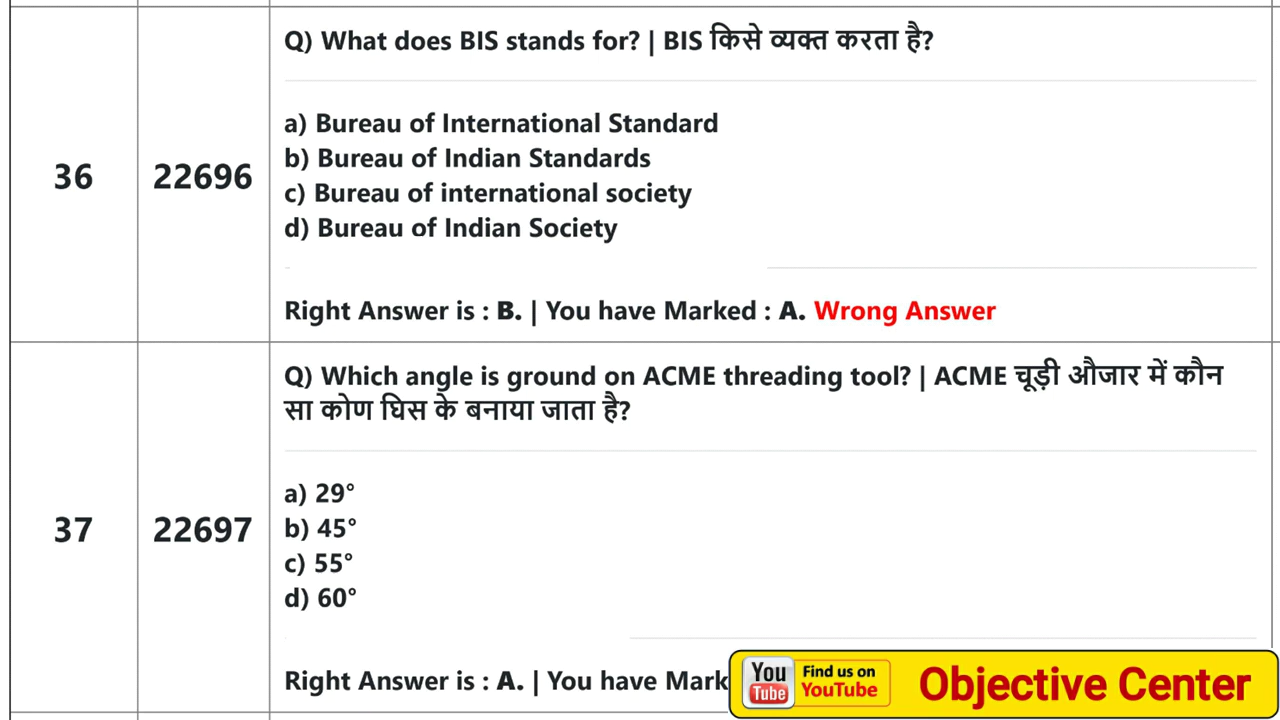 Q) What does BIS stands for? | BIS किसे व्यक्त करता है?
a) Bureau of International Standard
b) Bureau of Indian Standards
36
22696
c) Bureau of international society
d) Bureau of Indian Society
Right Answer is : B. | You have Marked : A. Wrong Answer
Q) Which angle is ground on ACME threading tool? | ACME चूड़ी औजार में कौन
सा कोण घिस के बनाया जाता है?
a) 29°
37
22697
b) 45°
c) 55°
d) 60°
Right Answer is : A. | You have Mark
You Tube
Find us on
YouTube
Objective Center